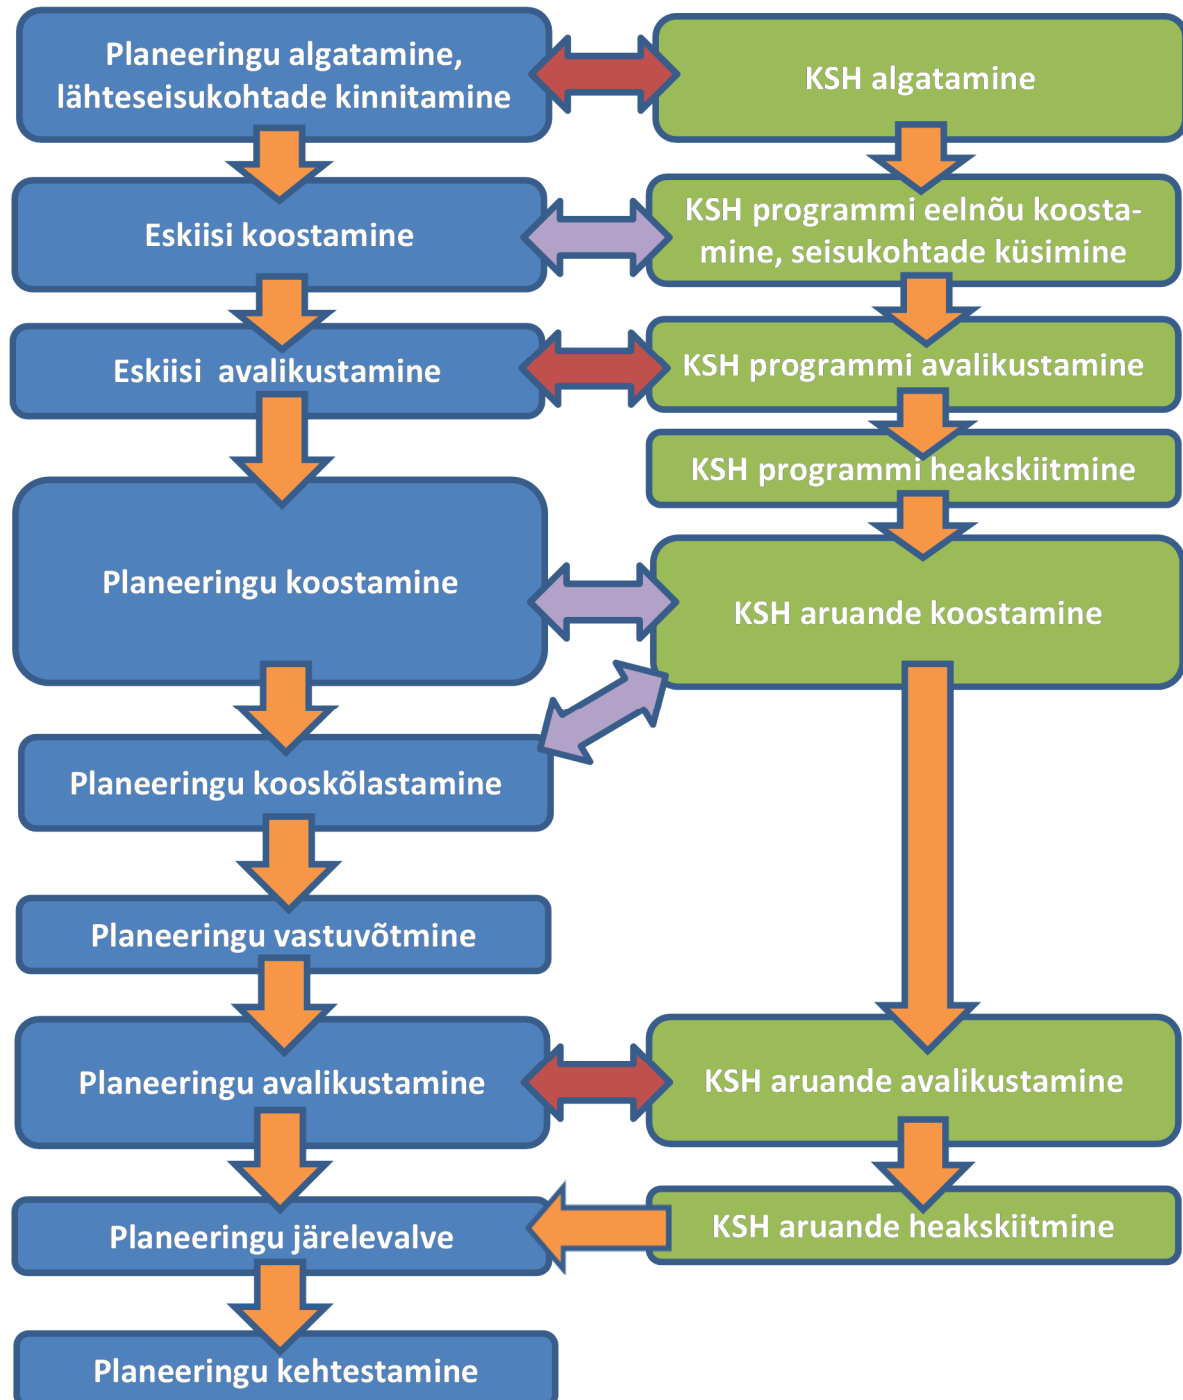 Planeeringu algatamine,
lähteseisukohtade kinnitamine
KSH algatamine
Eskiisi koostamine
KSH programmi eelnõu koosta-
mine, seisukohtade küsimine
Eskiisi avalikustamine
KSH programmi avalikustamine
KSH programmi heakskiitmine
Planeeringu koostamine
KSH aruande koostamine
Planeeringu kooskõlastamine
Planeeringu vastuvõtmine
Planeeringu avalikustamine
KSH aruande avalikustamine
Planeeringu järelevalve
KSH aruande heakskiitmine
Planeeringu kehtestamine